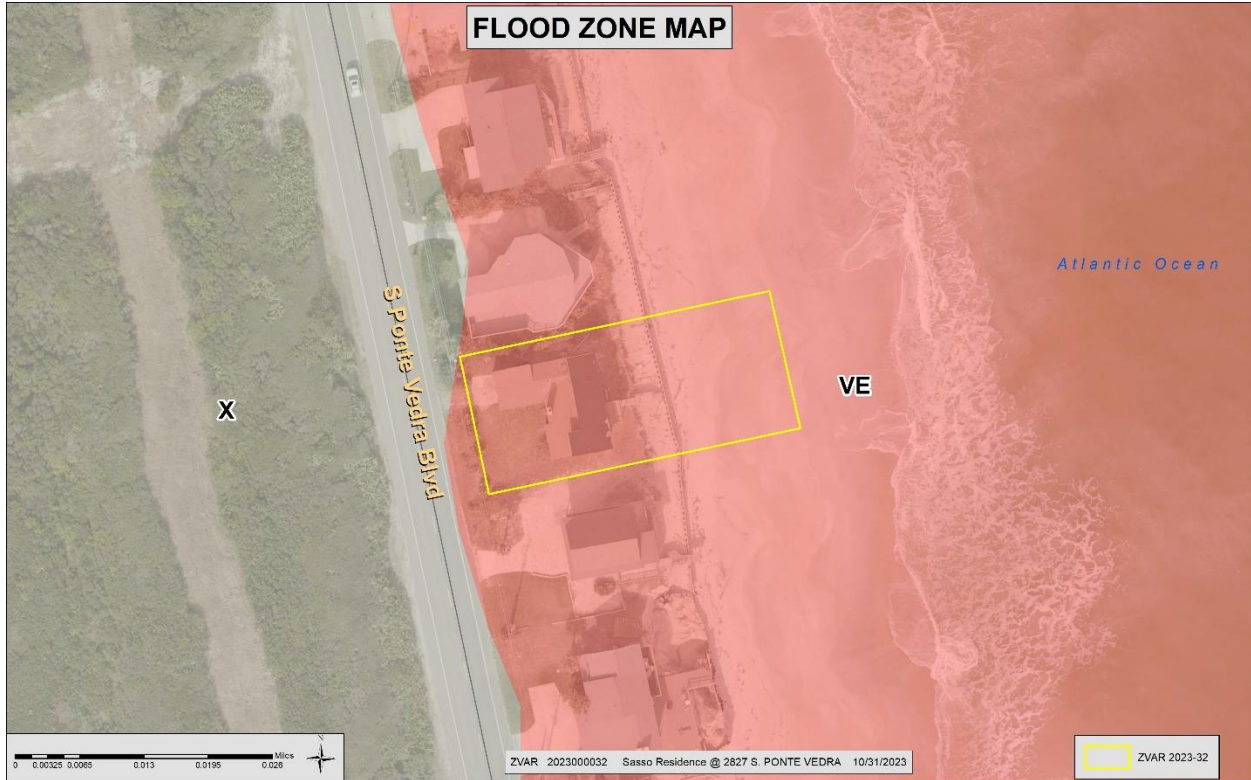 FLOOD ZONE MAP
Atlantic Ocean
S Ponte Vedra Blvd
VE
X
Miles
0 0.00325 0.0065 0.013 0.0195 0.026
N
ZVAR 2023000032 Sasso Residence @ 2827 S. PONTE VEDRA 10/31/2023
ZVAR 2023-32